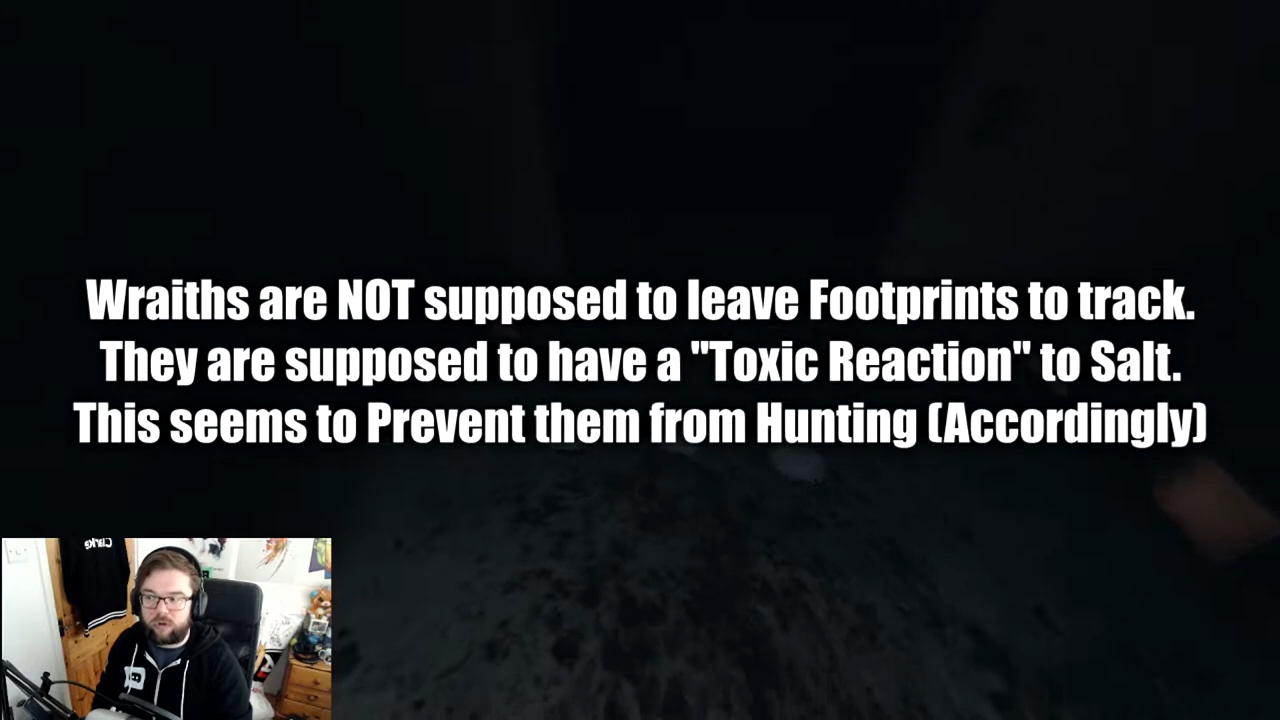 Wraiths are NOT supposed to leave Footprints to track.
They are supposed to have a "Toxic Reaction" to Salt.
This seems to Prevent them from Hunting (Accordingly)
Clarke